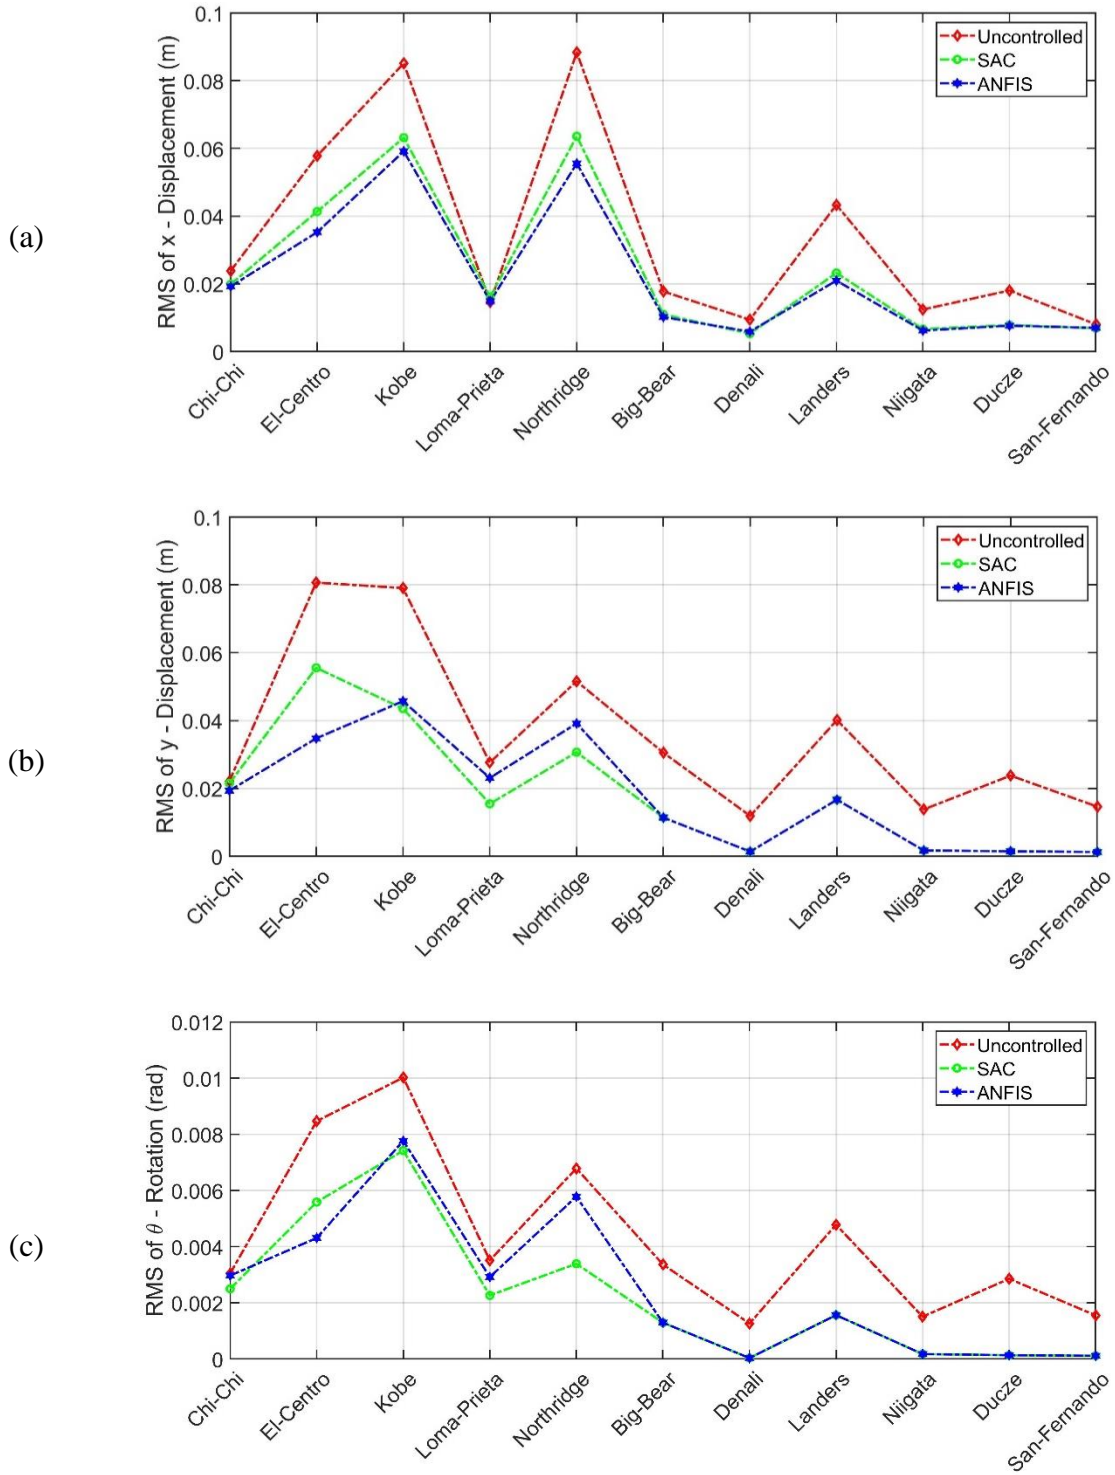 (a)
RMS of x - Displacement (m)
0.1
0.08
0.06
0.04
0.02
0
Uncontrolled
SAC
ANFIS
Chi-Chi
El-Centro
Kobe
Loma-Prieta
Northridge
Big-Bear
Denali
Landers
Niigata
Ducze
San-Fernando
(b)
RMS of y - Displacement (m)
0.1
0.08
0.06
0.04
0.02
0
Uncontrolled
SAC
ANFIS
Chi-Chi
El-Centro
Kobe
Loma-Prieta
Northridge
Big-Bear
Denali
Landers
Niigata
Ducze
San-Fernando
(c)
RMS of θ - Rotation (rad)
0.012
0.01
0.008
0.006
0.004
0.002
0
Uncontrolled
SAC
ANFIS
Chi-Chi
El-Centro
Kobe
Loma-Prieta
Northridge
Big-Bear
Denali
Landers
Niigata
Ducze
San-Fernando